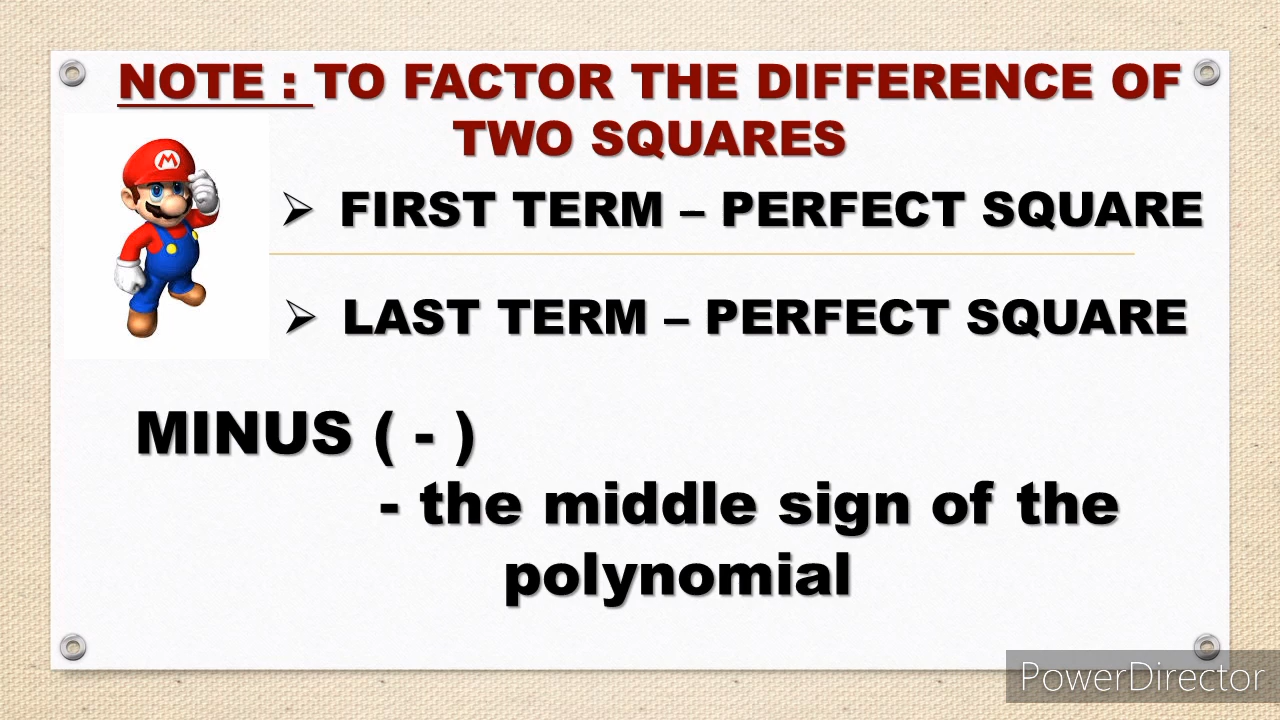 NOTE : TO FACTOR THE DIFFERENCE OF
TWO SQUARES
M
➢ FIRST TERM – PERFECT SQUARE
➢ LAST TERM – PERFECT SQUARE
MINUS ( - )
- the middle sign of the
polynomial
PowerDirector